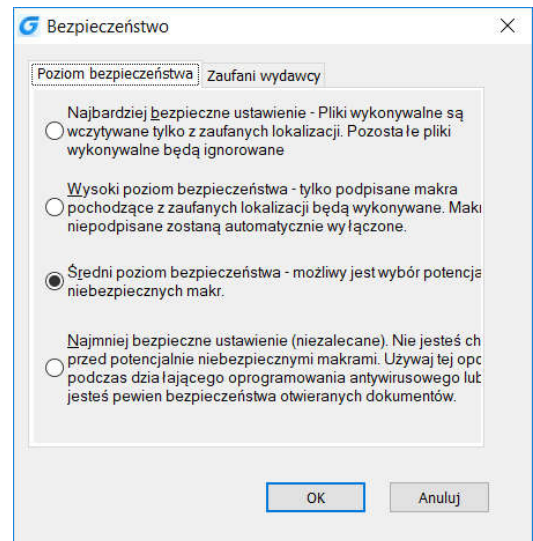 Bezpieczeństwo
Poziom bezpieczeństwa Zaufani wydawcy
Najbardziej bezpieczne ustawienie - Pliki wykonywalne są
wczytywane tylko z zaufanych lokalizacji. Pozostałe pliki
wykonywalne będą ignorowane
Wysoki poziom bezpieczeństwa - tylko podpisane makra
pochodzące z zaufanych lokalizacji będą wykonywane. Makr
niepodpisane zostaną automatycznie wyłączone.
Średni poziom bezpieczeństwa - możliwy jest wybór potencja
niebezpiecznych makr.
Najmniej bezpieczne ustawienie (niezalecane). Nie jesteś ch
przed potencjalnie niebezpiecznymi makrami. Używaj tej opc
podczas działającego oprogramowania antywirusowego lub
jesteś pewien bezpieczeństwa otwieranych dokumentów.
OK Anuluj